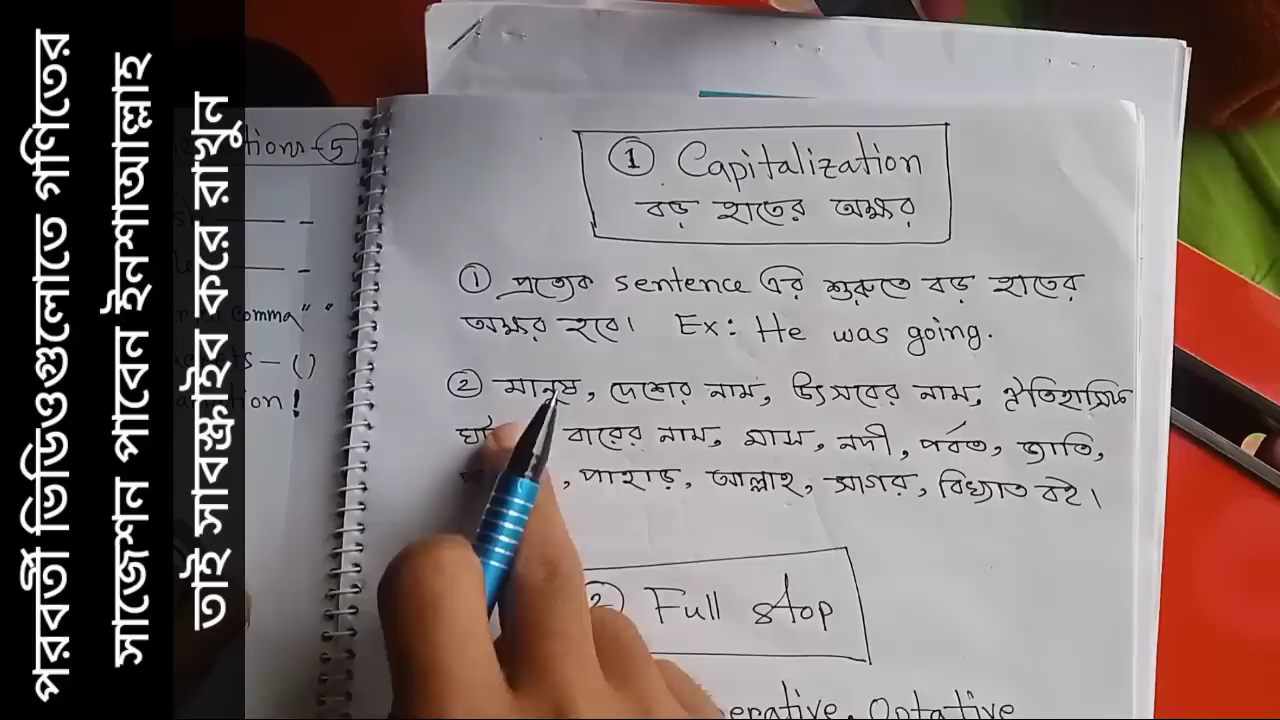 পরবর্তী ভিডিওগুলোতে গণিতের
সাজেশন পাবেন ইনশাআল্লাহ
তাই সাবস্ক্রাইব করে রাখুন
tions - 5
comma " "
— ()
tion !
① Capitalization
বড় হাতের অক্ষর
① প্রত্যেক sentence এর শুরুতে বড় হাতের
অক্ষর হবে। Ex: He was going.
② মানুষ, দেশের নাম, উৎসবের নাম, ঐতিহাসিক
বারের নাম, মাস, নদী, পর্বত, জাতি,
, পাহাড়, আল্লাহ, সাগর, বিখ্যাত বই।
2) Full stop
erative, Optative